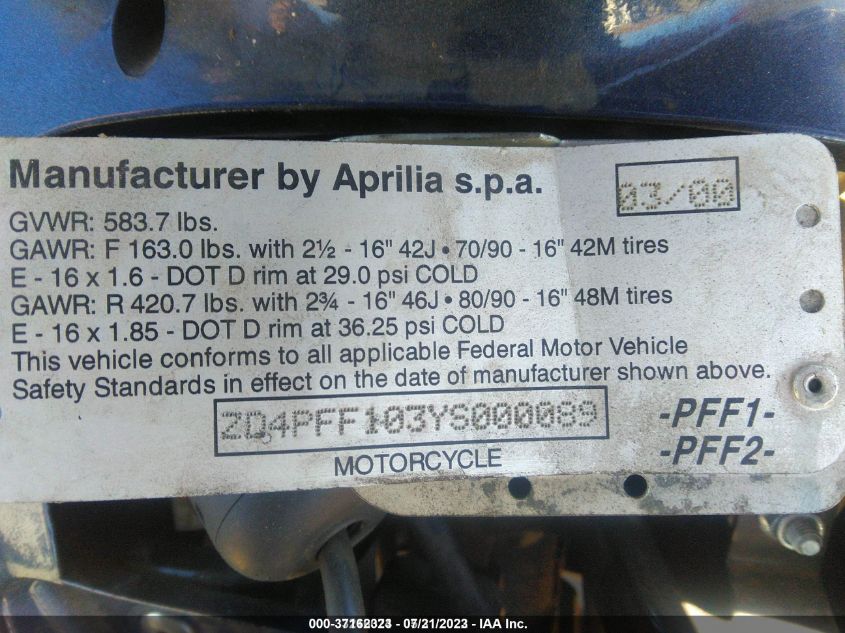 Manufacturer by Aprilia s.p.a.
03/00
GVWR: 583.7 lbs.
GAWR: F 163.0 lbs. with 2½ - 16" 42J • 70/90 - 16" 42M tires
E - 16 x 1.6 - DOT D rim at 29.0 psi COLD
GAWR: R 420.7 lbs. with 2¾ - 16" 46J • 80/90 - 16" 48M tires
E - 16 x 1.85 - DOT D rim at 36.25 psi COLD
This vehicle conforms to all applicable Federal Motor Vehicle
Safety Standards in effect on the date of manufacturer shown above.
ZD4PFF103YS000089
-PFF1-
-PFF2-
MOTORCYCLE
000-37162323 - 07/21/2023 - IAA Inc.